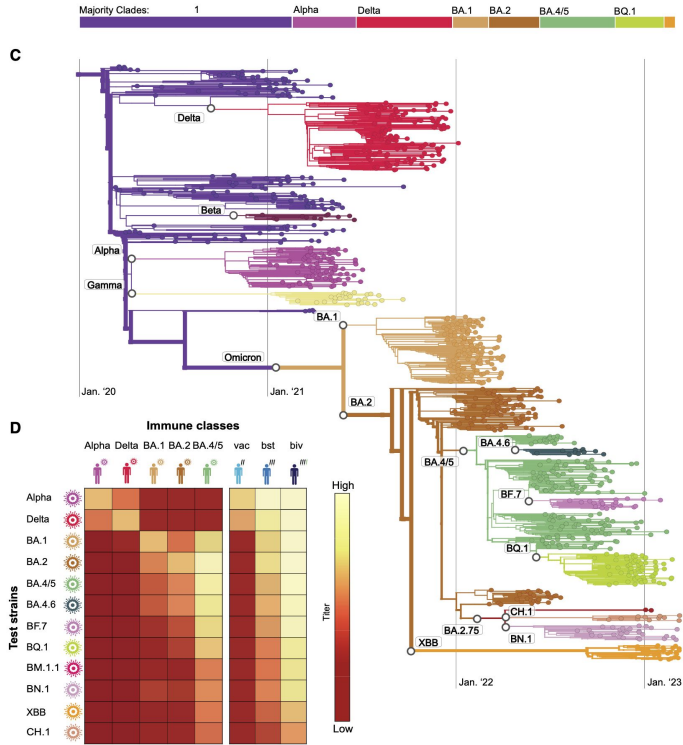 Majority Clades: 1 Alpha Delta BA.1 BA.2 BA.4/5 BQ.1
C
Delta
Beta
Alpha
Gamma
BA.1
Omicron
Jan. '20 Jan. '21
BA.2
D
Immune classes
Alpha Delta BA.1 BA.2 BA.4/5 vac bst biv
BA.4.6
BA.4/5
BF.7
BQ.1
CH.1
BA.2.75
BN.1
XBB
Jan. '22 Jan. '23
Test strains
Alpha
Delta
BA.1
BA.2
BA.4/5
BA.4.6
BF.7
BQ.1
BM.1.1
BN.1
XBB
CH.1
High
Titer
Low